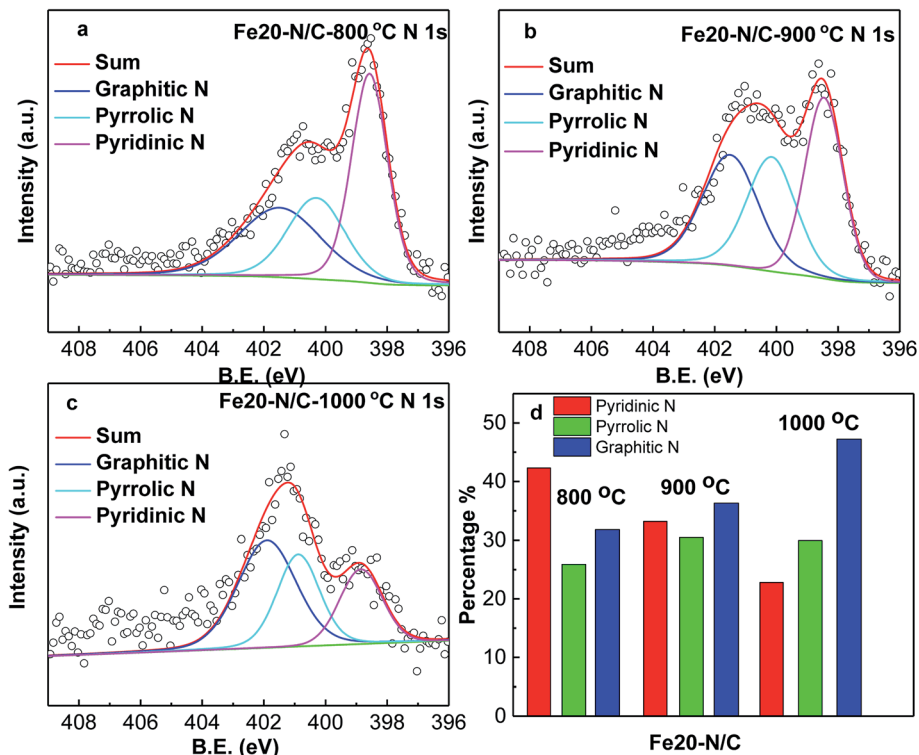 a
Fe20-N/C-800 °C N 1s
Sum
Graphitic N
Pyrrolic N
Pyridinic N
Intensity (a.u.)
408 406 404 402 400 398 396
B.E. (eV)
b
Fe20-N/C-900 °C N 1s
Sum
Graphitic N
Pyrrolic N
Pyridinic N
Intensity (a.u.)
408 406 404 402 400 398 396
B.E. (eV)
c
Fe20-N/C-1000 °C N 1s
Sum
Graphitic N
Pyrrolic N
Pyridinic N
Intensity (a.u.)
408 406 404 402 400 398 396
B.E. (eV)
d
Pyridinic N
Pyrrolic N
Graphitic N
800 °C
900 °C
1000 °C
Percentage %
50
40
30
20
10
0
Fe20-N/C